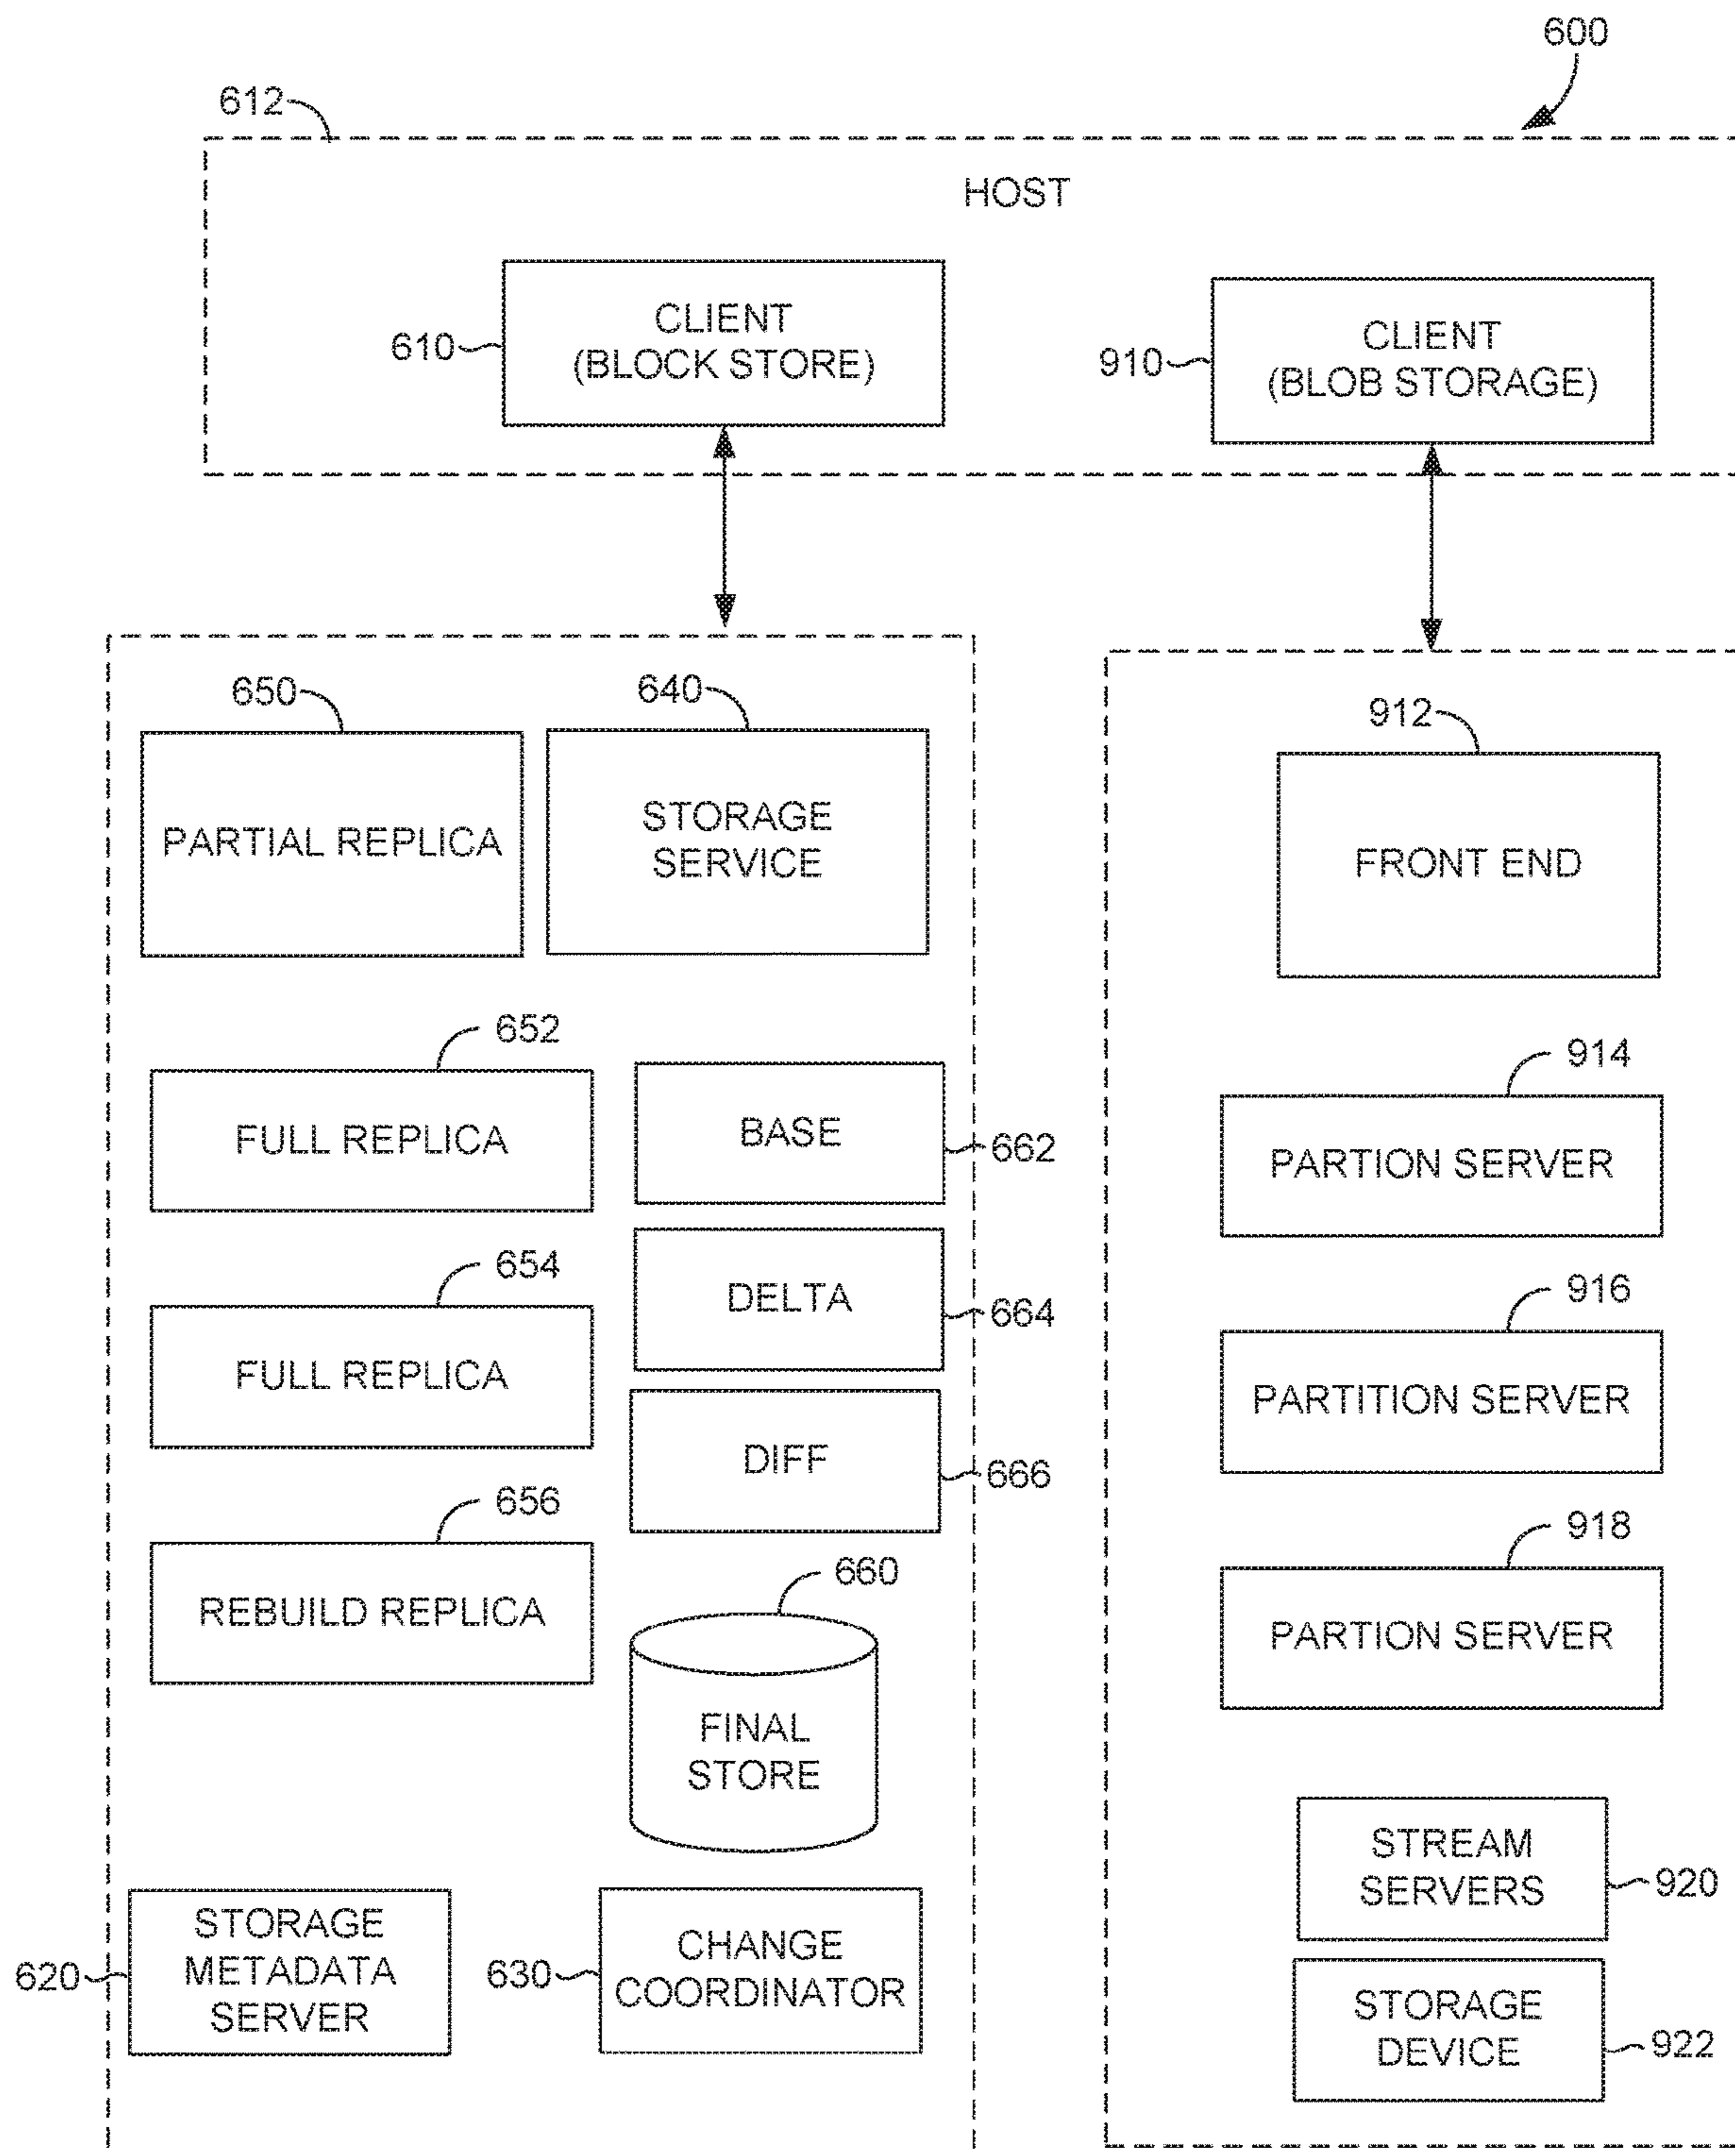 600
612
HOST
610
CLIENT
(BLOCK STORE)
910
CLIENT
(BLOB STORAGE)
650
PARTIAL REPLICA
640
STORAGE
SERVICE
912
FRONT END
652
FULL REPLICA
BASE
662
914
PARTION SERVER
654
FULL REPLICA
DELTA
664
916
PARTITION SERVER
DIFF
666
656
REBUILD REPLICA
660
FINAL
STORE
918
PARTION SERVER
STREAM
SERVERS
920
620
STORAGE
METADATA
SERVER
630
CHANGE
COORDINATOR
STORAGE
DEVICE
922